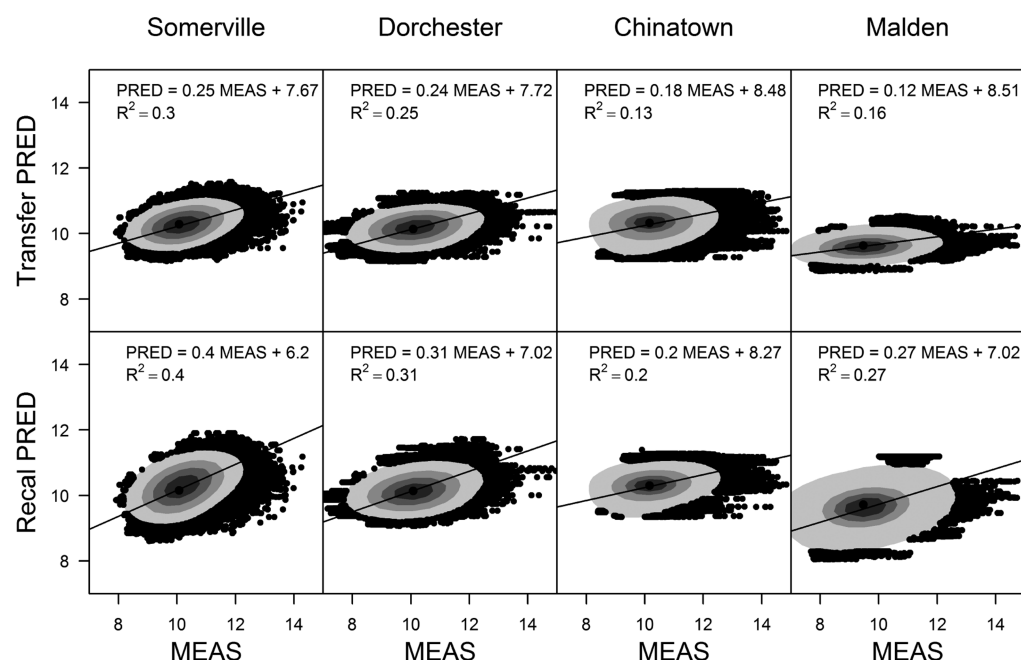 Somerville Dorchester Chinatown Malden
PRED = 0.25 MEAS + 7.67 PRED = 0.24 MEAS + 7.72 PRED = 0.18 MEAS + 8.48 PRED = 0.12 MEAS + 8.51
R² = 0.3 R² = 0.25 R² = 0.13 R² = 0.16
Transfer PRED
14
12
10
8
PRED = 0.4 MEAS + 6.2 PRED = 0.31 MEAS + 7.02 PRED = 0.2 MEAS + 8.27 PRED = 0.27 MEAS + 7.02
R² = 0.4 R² = 0.31 R² = 0.2 R² = 0.27
Recal PRED
14
12
10
8
8 10 12 14 8 10 12 14 8 10 12 14 8 10 12 14
MEAS MEAS MEAS MEAS